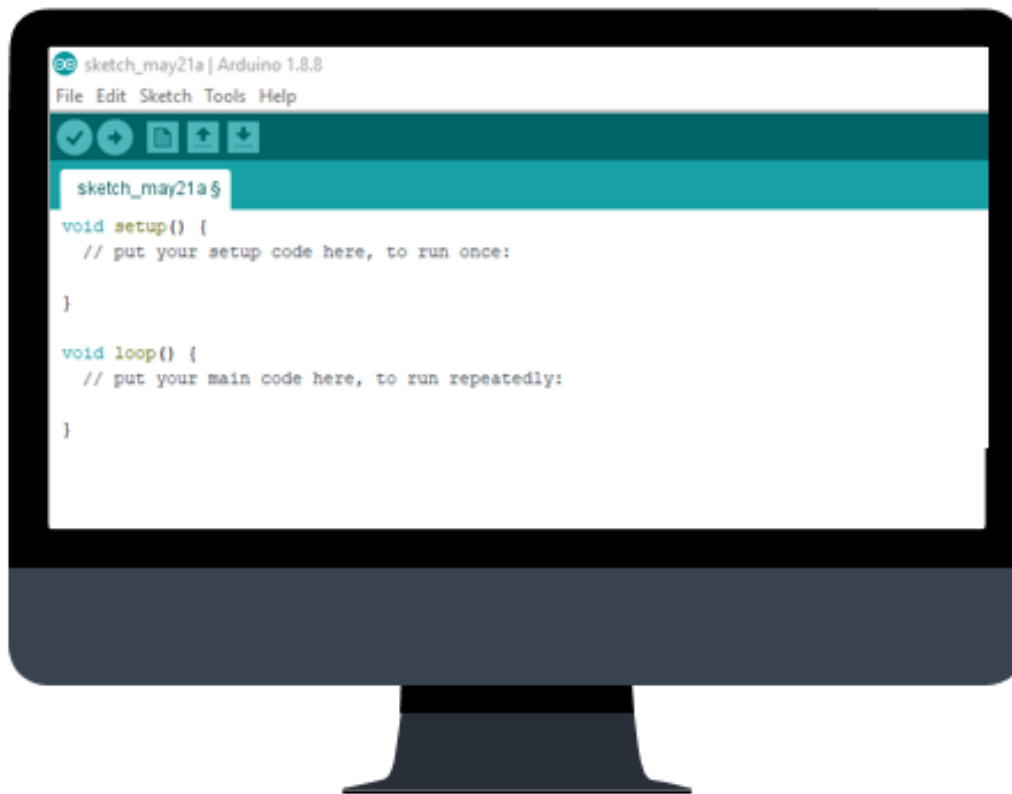 sketch_may21a | Arduino 1.8.8
File Edit Sketch Tools Help
sketch_may21a §
void setup() {
  // put your setup code here, to run once:
}
void loop() {
  // put your main code here, to run repeatedly:
}